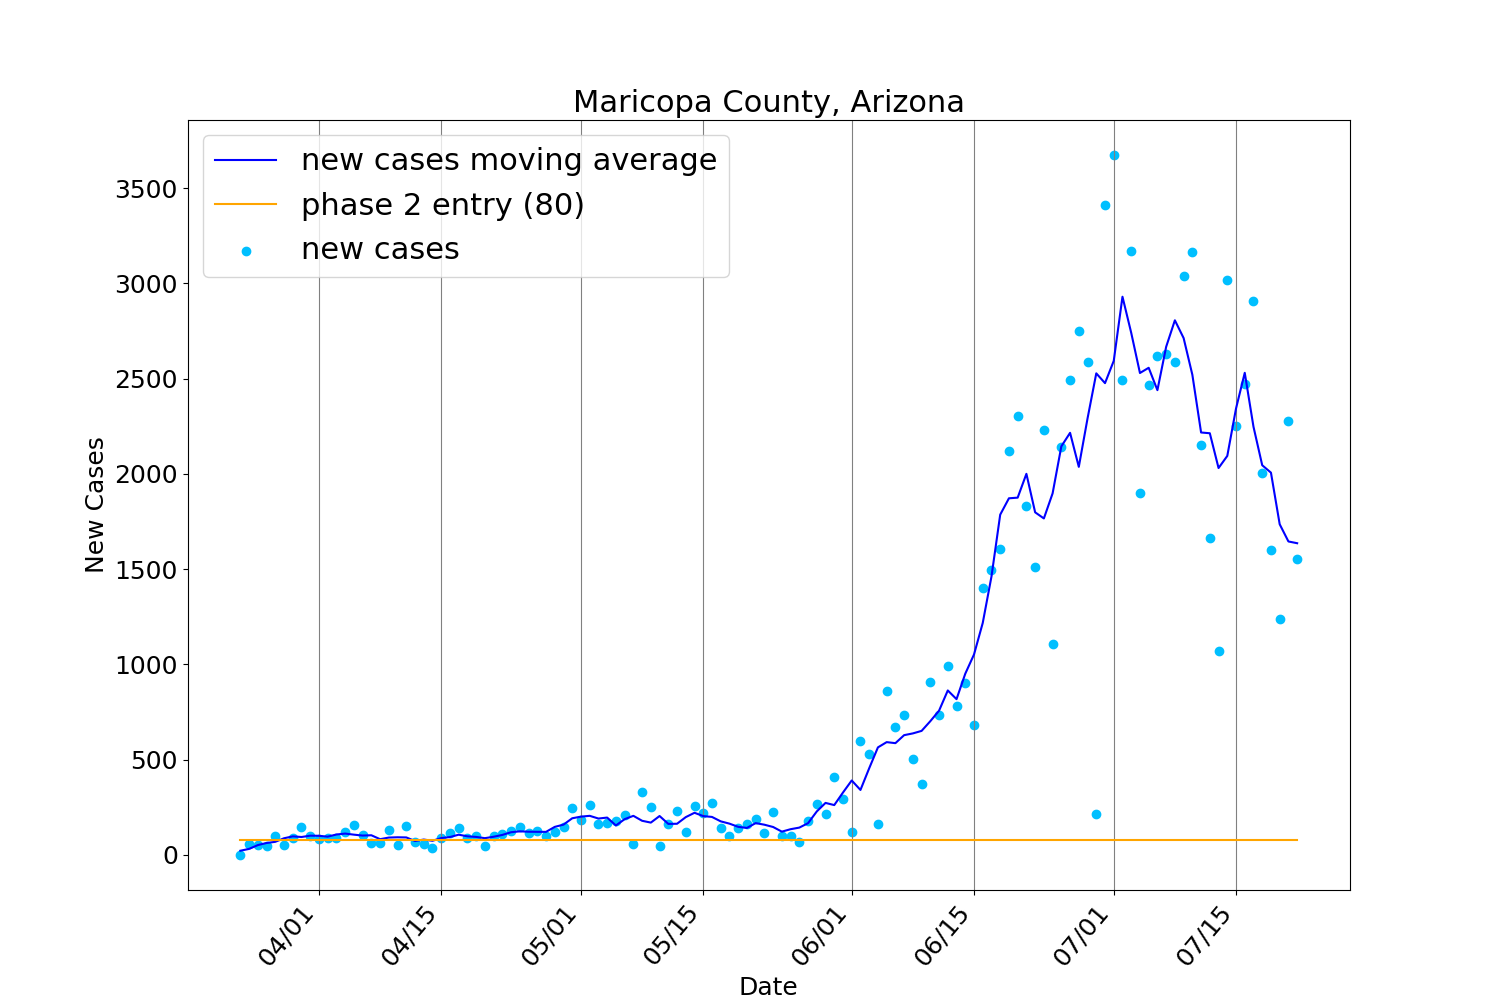 Maricopa County, Arizona
new cases moving average
phase 2 entry (80)
new cases
3500
3000
2500
2000
1500
1000
500
0
New Cases
04/01
04/15
05/01
05/15
06/01
06/15
07/01
07/15
Date